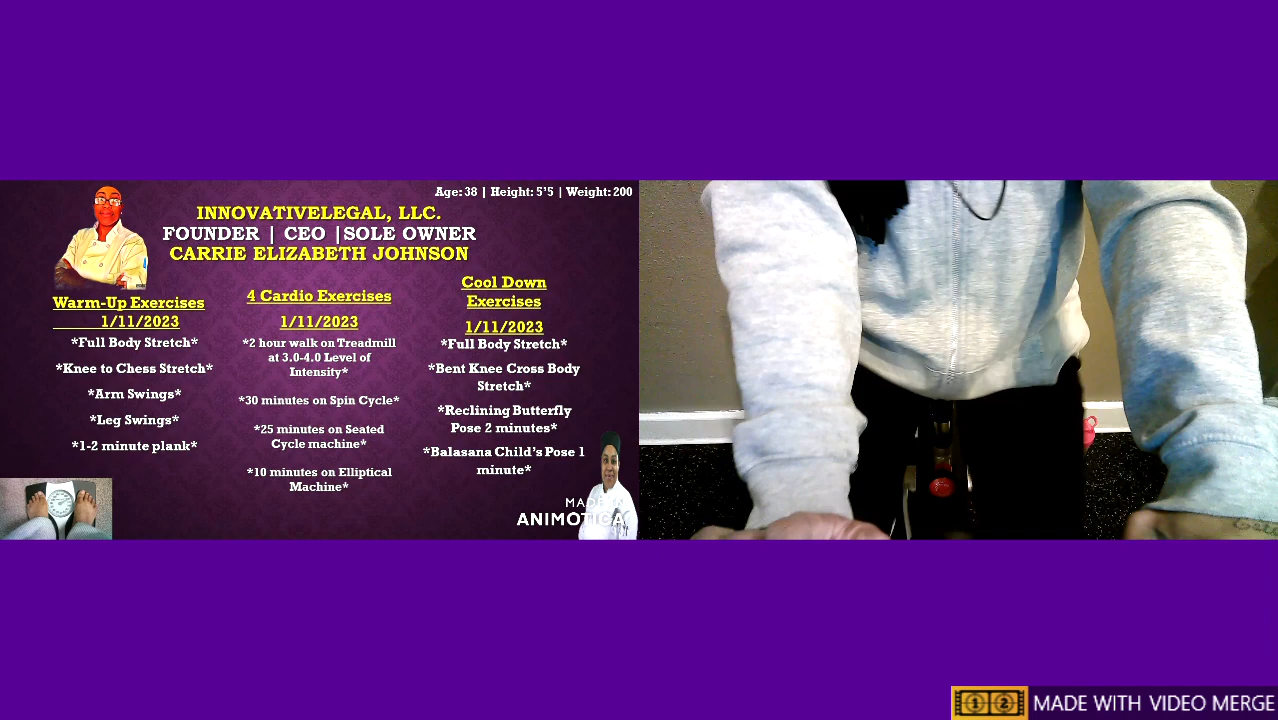 Age: 38 | Height: 5'5 | Weight: 200
INNOVATIVELEGAL, LLC.
FOUNDER | CEO |SOLE OWNER
CARRIE ELIZABETH JOHNSON
Warm-Up Exercises
1/11/2023
*Full Body Stretch*
*Knee to Chess Stretch*
*Arm Swings*
*Leg Swings*
*1-2 minute plank*
4 Cardio Exercises
1/11/2023
*2 hour walk on Treadmill
at 3.0-4.0 Level of
Intensity*
*30 minutes on Spin Cycle*
*25 minutes on Seated
Cycle machine*
*10 minutes on Elliptical
Machine*
Cool Down
Exercises
1/11/2023
*Full Body Stretch*
*Bent Knee Cross Body
Stretch*
*Reclining Butterfly
Pose 2 minutes*
*Balasana Child's Pose 1
minute*
ANIMOTICA
1 2
MADE WITH VIDEO MERGE